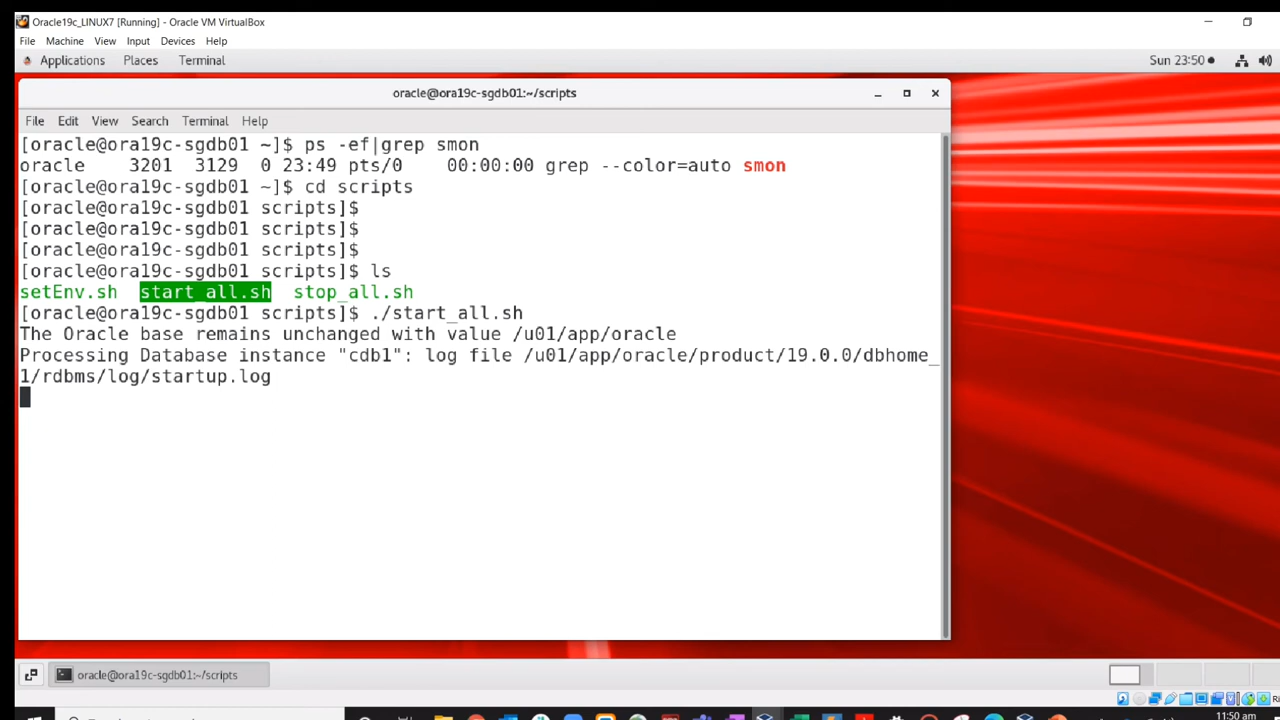 Oracle19c_LINUX7 [Running] - Oracle VM VirtualBox
File Machine View Input Devices Help
Applications Places Terminal Sun 23:50
oracle@ora19c-sgdb01:~/scripts
File Edit View Search Terminal Help
[oracle@ora19c-sgdb01 ~]$ ps -ef|grep smon
oracle 3201 3129 0 23:49 pts/0 00:00:00 grep --color=auto smon
[oracle@ora19c-sgdb01 ~]$ cd scripts
[oracle@ora19c-sgdb01 scripts]$
[oracle@ora19c-sgdb01 scripts]$
[oracle@ora19c-sgdb01 scripts]$
[oracle@ora19c-sgdb01 scripts]$ ls
setEnv.sh start_all.sh stop_all.sh
[oracle@ora19c-sgdb01 scripts]$ ./start_all.sh
The Oracle base remains unchanged with value /u01/app/oracle
Processing Database instance "cdb1": log file /u01/app/oracle/product/19.0.0/dbhome_
1/rdbms/log/startup.log
oracle@ora19c-sgdb01:~/scripts
11:50 am